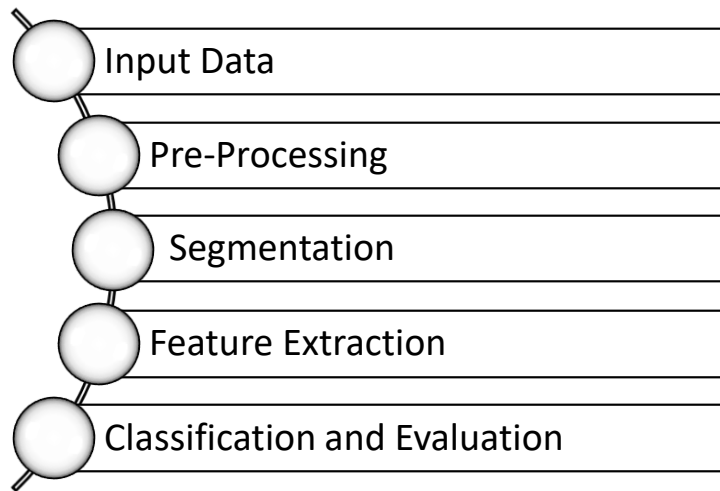 Input Data
Pre-Processing
Segmentation
Feature Extraction
Classification and Evaluation